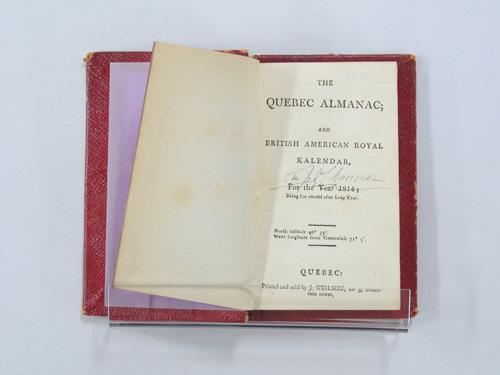 THE
QUEBEC ALMANAC;
AND
BRITISH AMERICAN ROYAL
KALENDAR,
For the Year 1814;
Being the second after Leap Year.
North latitude 46° 55'.
West longitude from Greenwich 71° 5'.
QUEBEC:
Printed and sold by J. NEILSON,
street,